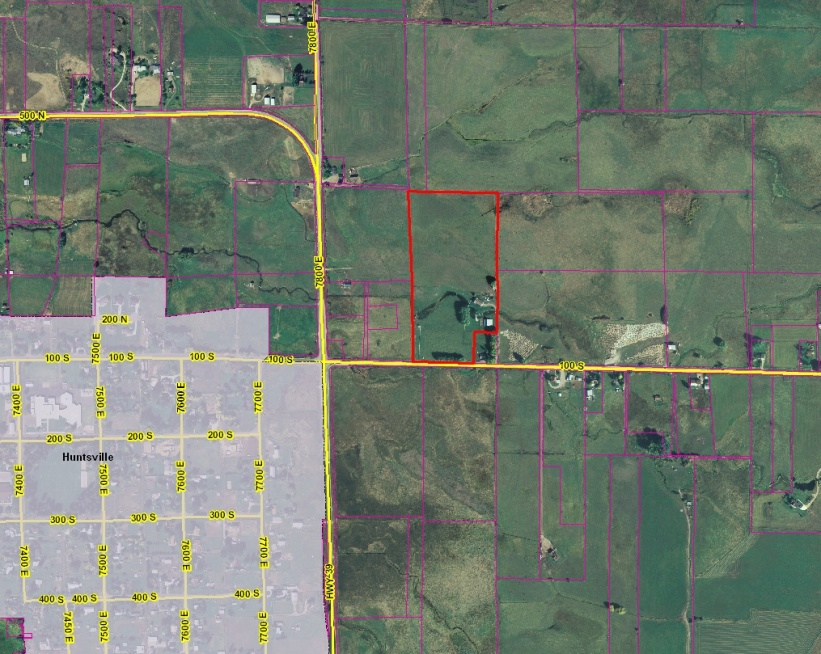 7800 E
500 N
7800 E
200 N
7500 E
100 S 100 S 100 S 100 S
100 S
7400 E
7500 E
7600 E
7700 E
200 S 200 S 200 S
Huntsville
7400 E
7500 E
7600 E
7700 E
300 S 300 S 300 S
7400 E
7500 E
7600 E
7700 E
HWY-39
400 S 400 S 400 S 400 S
7450 E
7500 E
7600 E
7700 E